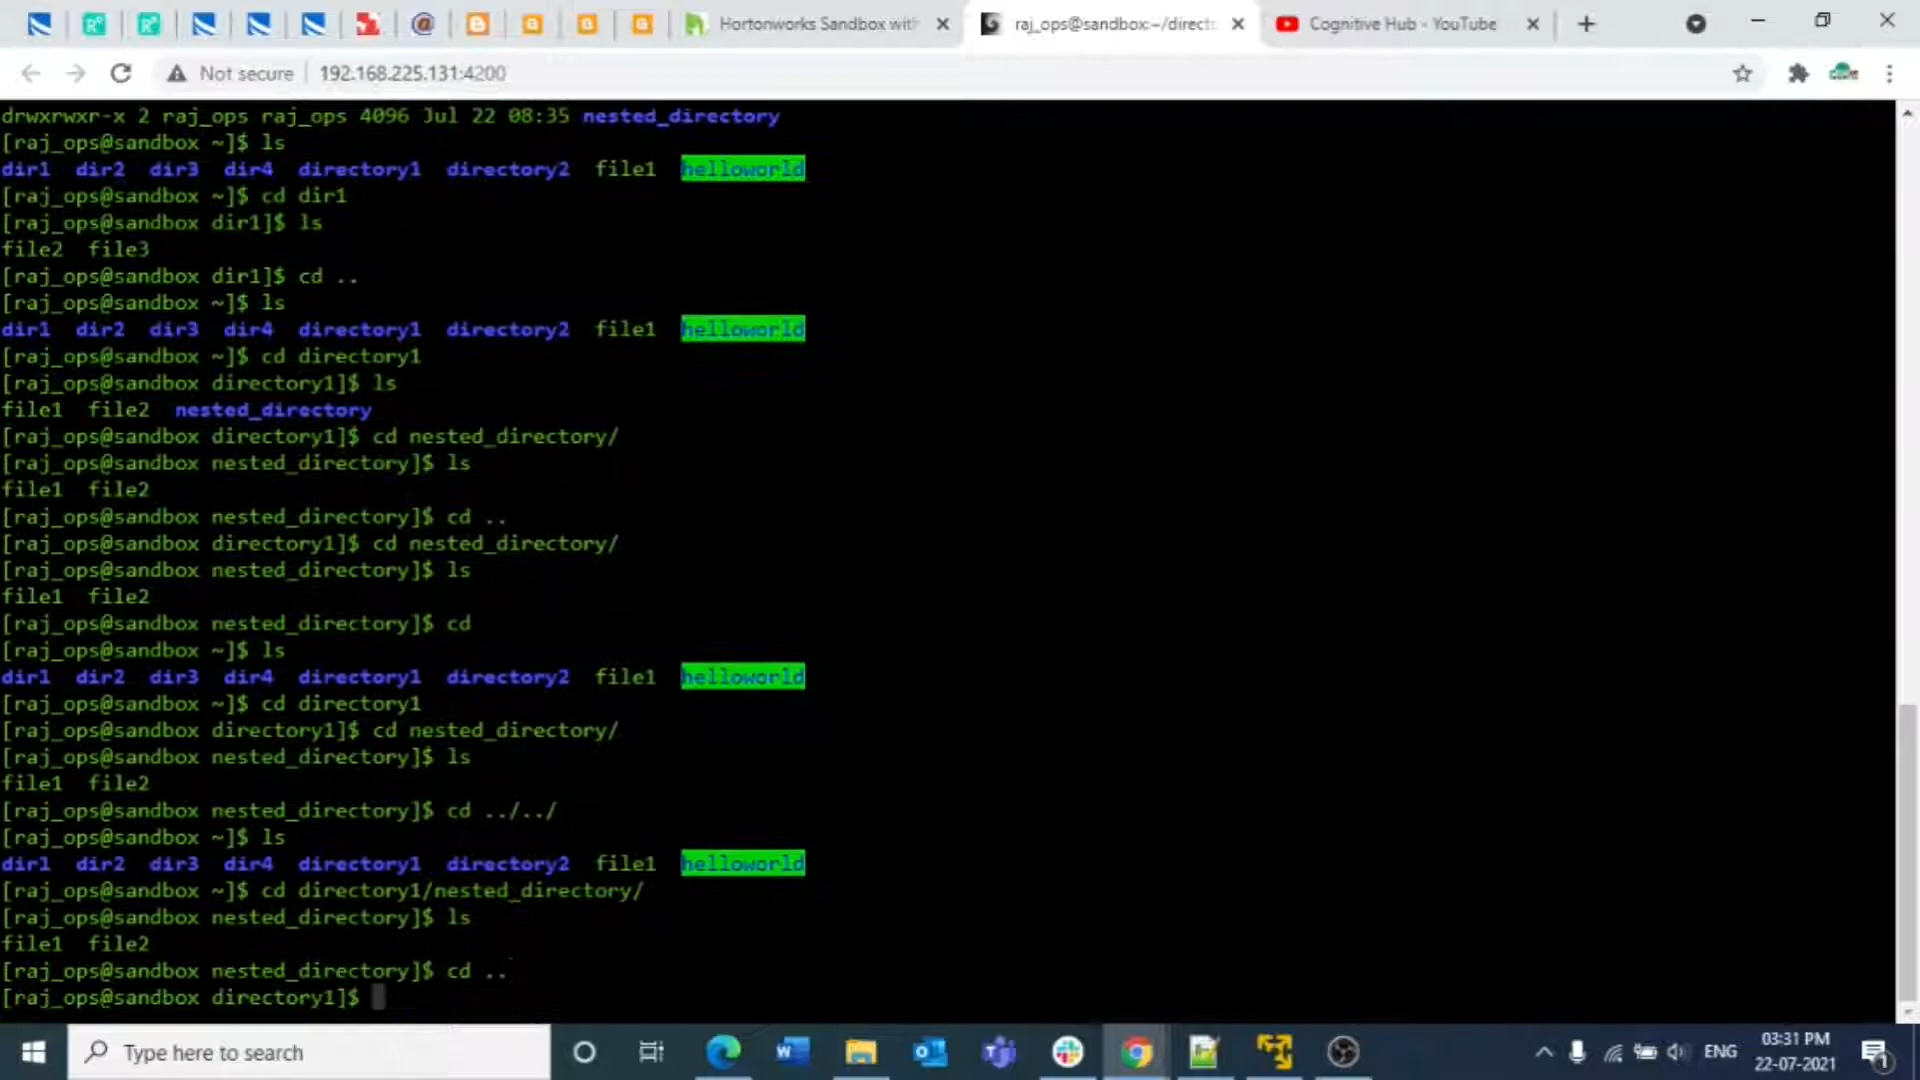 Hortonworks Sandbox with
raj_ops@sandbox:~/direct
Cognitive Hub - YouTube
Not secure
192.168.225.131:4200
drwxrwxr-x 2 raj_ops raj_ops 4096 Jul 22 08:35 nested_directory
[raj_ops@sandbox ~]$ ls
dir1 dir2 dir3 dir4 directory1 directory2 file1 helloworld
[raj_ops@sandbox ~]$ cd dir1
[raj_ops@sandbox dir1]$ ls
file2 file3
[raj_ops@sandbox dir1]$ cd ..
[raj_ops@sandbox ~]$ ls
dir1 dir2 dir3 dir4 directory1 directory2 file1 helloworld
[raj_ops@sandbox ~]$ cd directory1
[raj_ops@sandbox directory1]$ ls
file1 file2 nested_directory
[raj_ops@sandbox directory1]$ cd nested_directory/
[raj_ops@sandbox nested_directory]$ ls
file1 file2
[raj_ops@sandbox nested_directory]$ cd ..
[raj_ops@sandbox directory1]$ cd nested_directory/
[raj_ops@sandbox nested_directory]$ ls
file1 file2
[raj_ops@sandbox nested_directory]$ cd
[raj_ops@sandbox ~]$ ls
dir1 dir2 dir3 dir4 directory1 directory2 file1 helloworld
[raj_ops@sandbox ~]$ cd directory1
[raj_ops@sandbox directory1]$ cd nested_directory/
[raj_ops@sandbox nested_directory]$ ls
file1 file2
[raj_ops@sandbox nested_directory]$ cd ../../
[raj_ops@sandbox ~]$ ls
dir1 dir2 dir3 dir4 directory1 directory2 file1 helloworld
[raj_ops@sandbox ~]$ cd directory1/nested_directory/
[raj_ops@sandbox nested_directory]$ ls
file1 file2
[raj_ops@sandbox nested_directory]$ cd ..
[raj_ops@sandbox directory1]$
Type here to search
ENG
03:31 PM
22-07-2021